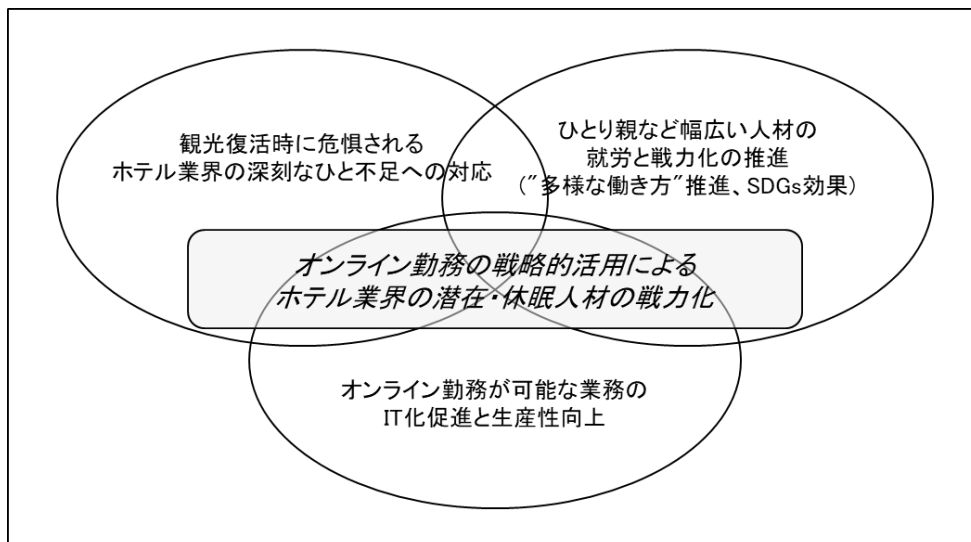 観光復活時に危惧される
ホテル業界の深刻なひと不足への対応
ひとり親など幅広い人材の
就労と戦力化の推進
(″多様な働き方″推進、SDGs効果)
オンライン勤務の戦略的活用による
ホテル業界の潜在・休眠人材の戦力化
オンライン勤務が可能な業務の
IT化促進と生産性向上